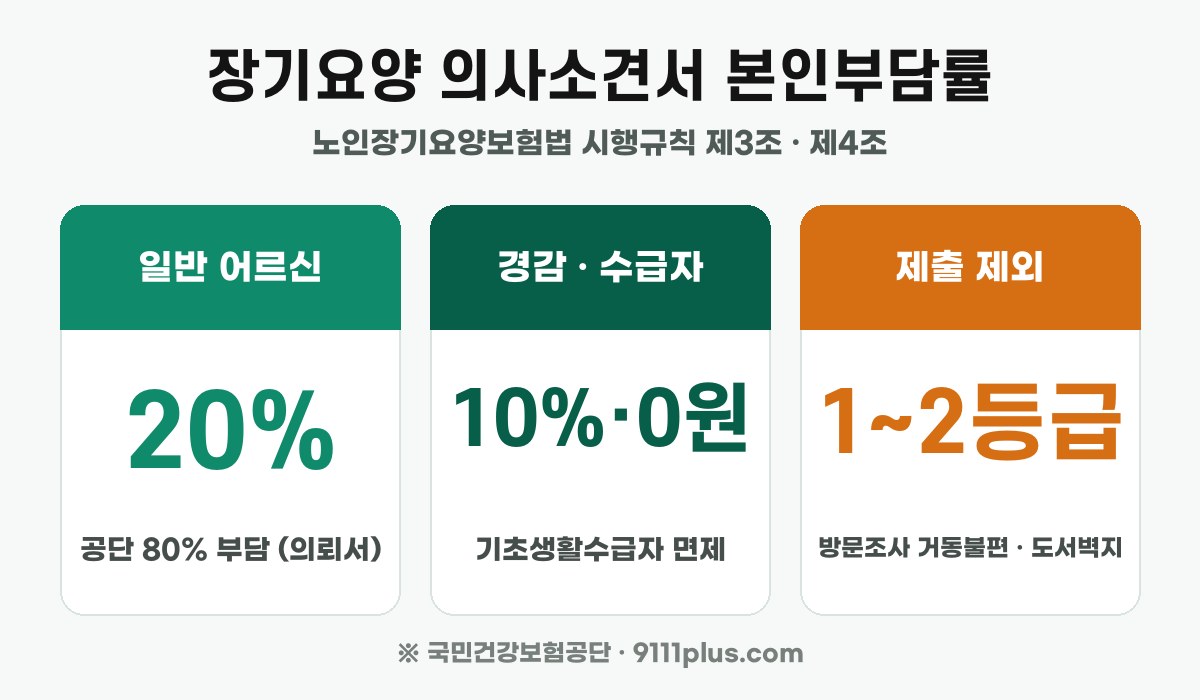 장기요양 의사소견서 본인부담률
노인장기요양보험법 시행규칙 제3조 · 제4조
일반 어르신
20%
공단 80% 부담 (의뢰서)
경감 · 수급자
10%·0원
기초생활수급자 면제
제출 제외
1~2등급
방문조사 거동불편 · 도서벽지
※ 국민건강보험공단 · 9111plus.com